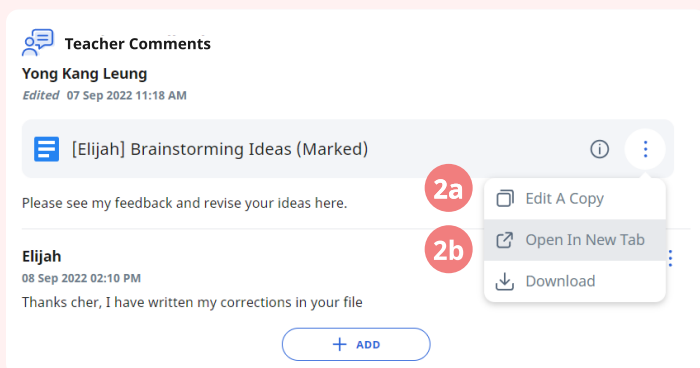 Teacher Comments
Yong Kang Leung
Edited 07 Sep 2022 11:18 AM
[Elijah] Brainstorming Ideas (Marked)
2a
Edit A Copy
Please see my feedback and revise your ideas here.
2b
Open In New Tab
Elijah
08 Sep 2022 02:10 PM
Download
Thanks cher, I have written my corrections in your file
ADD